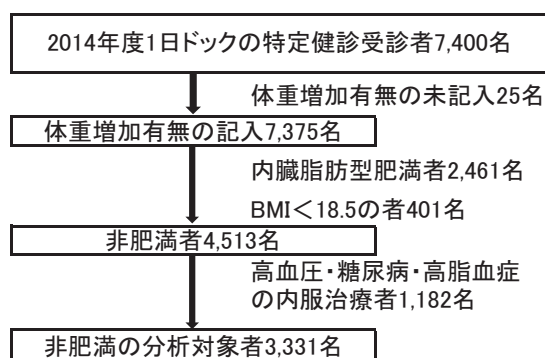 2014年度1日ドックの特定健診受診者7,400名
体重増加有無の未記入25名
体重増加有無の記入7,375名
内臓脂肪型肥満者2,461名
BMI＜18.5の者401名
非肥満者4,513名
高血圧・糖尿病・高脂血症
の内服治療者1,182名
非肥満の分析対象者3,331名